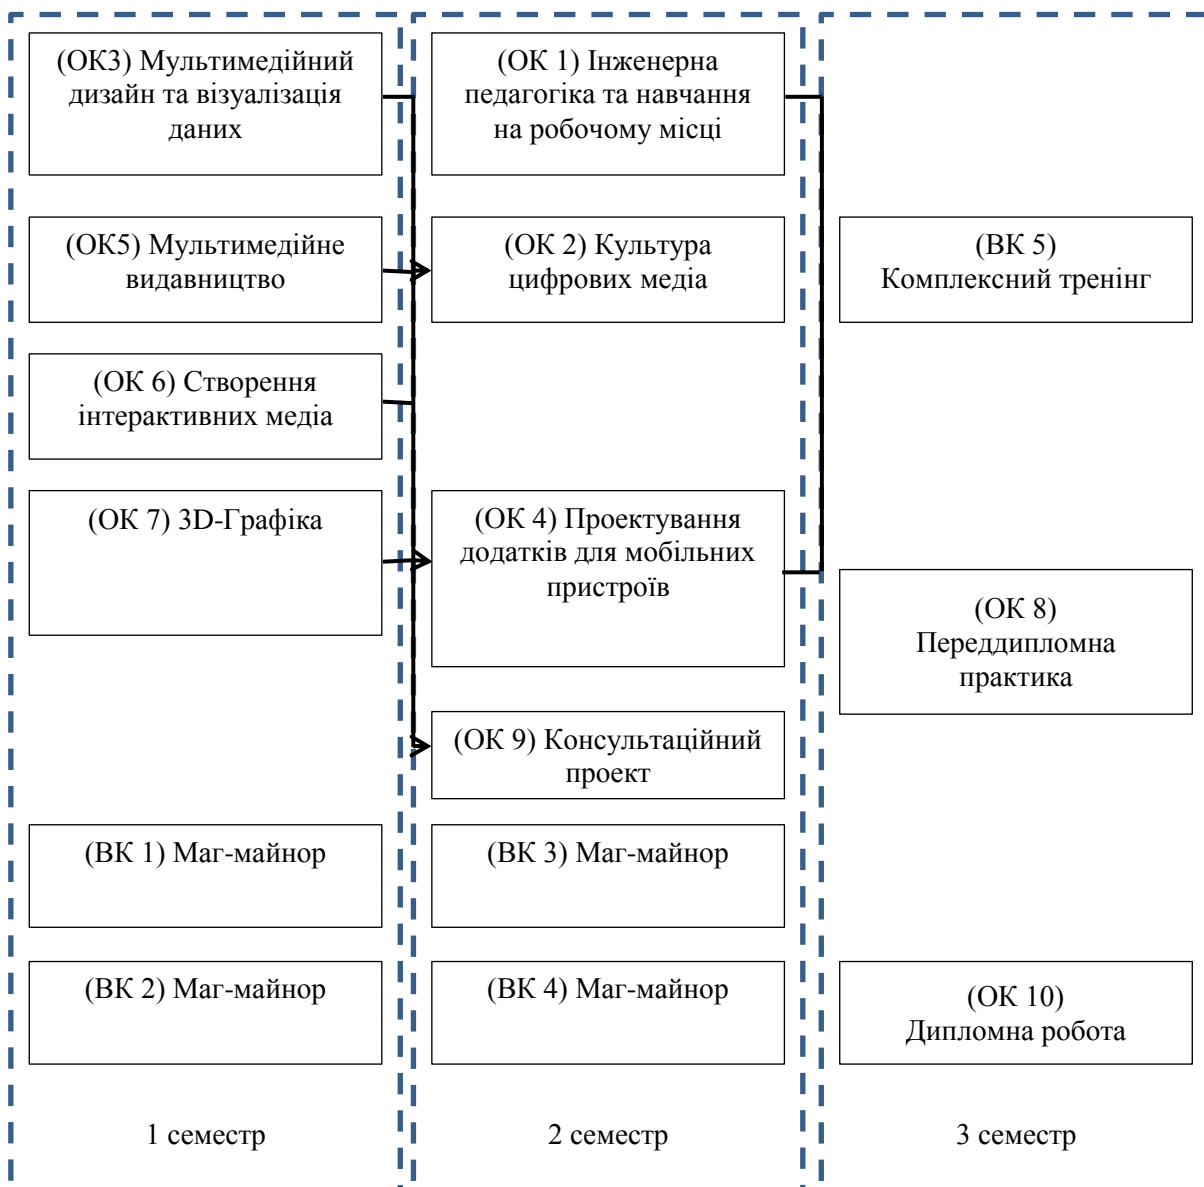 (ОК3) Мультимедійний
дизайн та візуалізація
даних
(ОК5) Мультимедійне
видавництво
(ОК 6) Створення
інтерактивних медіа
(ОК 7) 3D-Графіка
(ВК 1) Маг-майнор
(ВК 2) Маг-майнор
1 семестр
(ОК 1) Інженерна
педагогіка та навчання
на робочому місці
(ОК 2) Культура
цифрових медіа
(ОК 4) Проектування
додатків для мобільних
пристроїв
(ОК 9) Консультаційний
проект
(ВК 3) Маг-майнор
(ВК 4) Маг-майнор
2 семестр
(ВК 5)
Комплексний тренінг
(ОК 8)
Переддипломна
практика
(ОК 10)
Дипломна робота
3 семестр